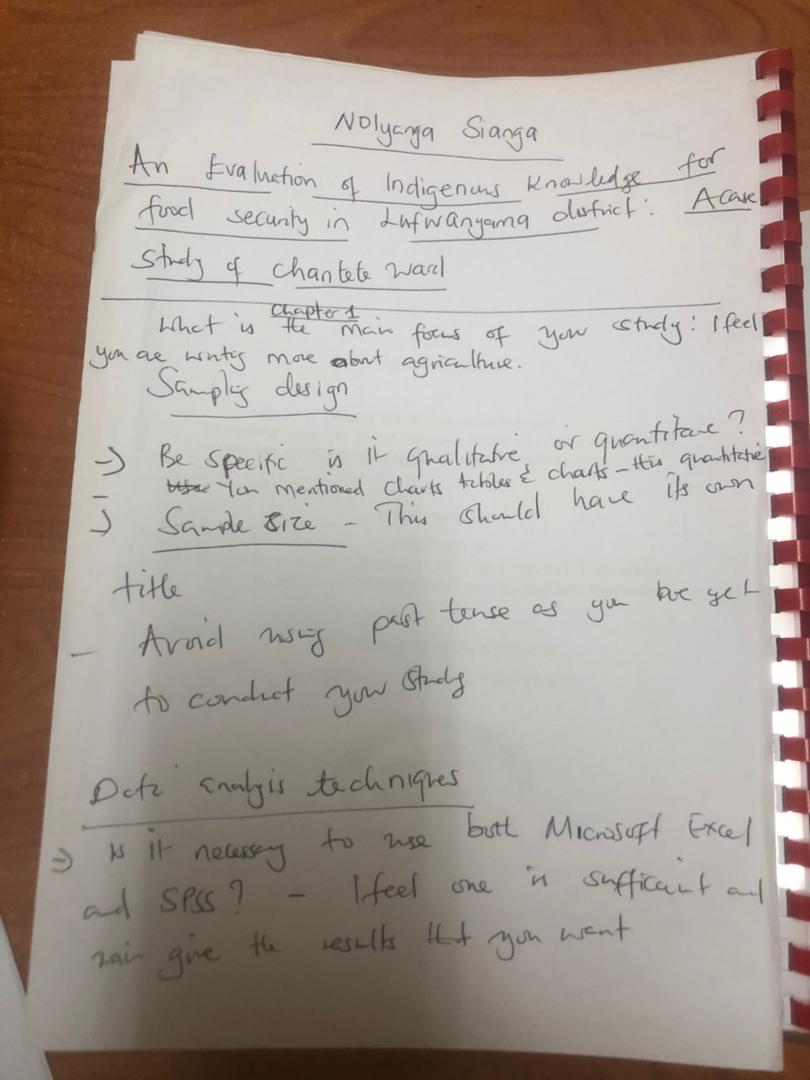 Nolyanga Sianga
An Evaluation of Indigenous Knowledge for
food security in Lufwanyama district: A case
study of Chantete Ward
Chapter 1
What is the main focus of your study: I feel
you are writing more about agriculture.
Sampling design
→ Be specific is it qualitative or quantitative?
You mentioned charts tables & charts – this quantitative
→ Sample Size – This should have its own
title
– Avoid using past tense as you are yet
to conduct your study
Data analysis techniques
→ Is it necessary to use both Microsoft Excel
and SPSS? – I feel one is sufficient and
give the results that you want